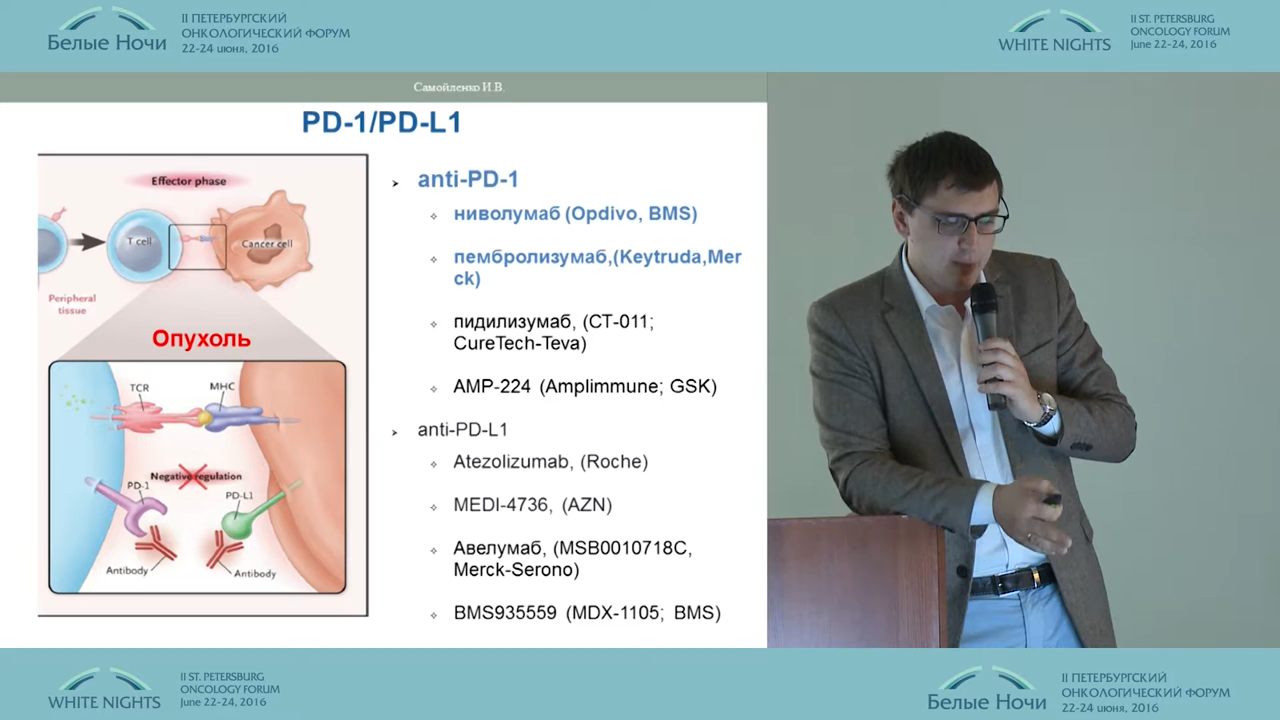 Белые Ночи
II ПЕТЕРБУРГСКИЙ
ОНКОЛОГИЧЕСКИЙ ФОРУМ
22-24 июня, 2016
WHITE NIGHTS
II ST. PETERSBURG
ONCOLOGY FORUM
June 22-24, 2016
Самойленко И.В.
PD-1/PD-L1
Effector phase
T cell
Cancer cell
Peripheral
tissue
Опухоль
TCR
MHC
Negative regulation
PD-1
PD-L1
Antibody
Antibody
anti-PD-1
ниволумаб (Opdivo, BMS)
пембролизумаб,(Keytruda,Mer
ck)
пидилизумаб, (CT-011;
CureTech-Teva)
AMP-224 (Amplimmune; GSK)
anti-PD-L1
Atezolizumab, (Roche)
MEDI-4736, (AZN)
Авелумаб, (MSB0010718C,
Merck-Serono)
BMS935559 (MDX-1105; BMS)
WHITE NIGHTS
II ST. PETERSBURG
ONCOLOGY FORUM
June 22-24, 2016
Белые Ночи
II ПЕТЕРБУРГСКИЙ
ОНКОЛОГИЧЕСКИЙ ФОРУМ
22-24 июня, 2016